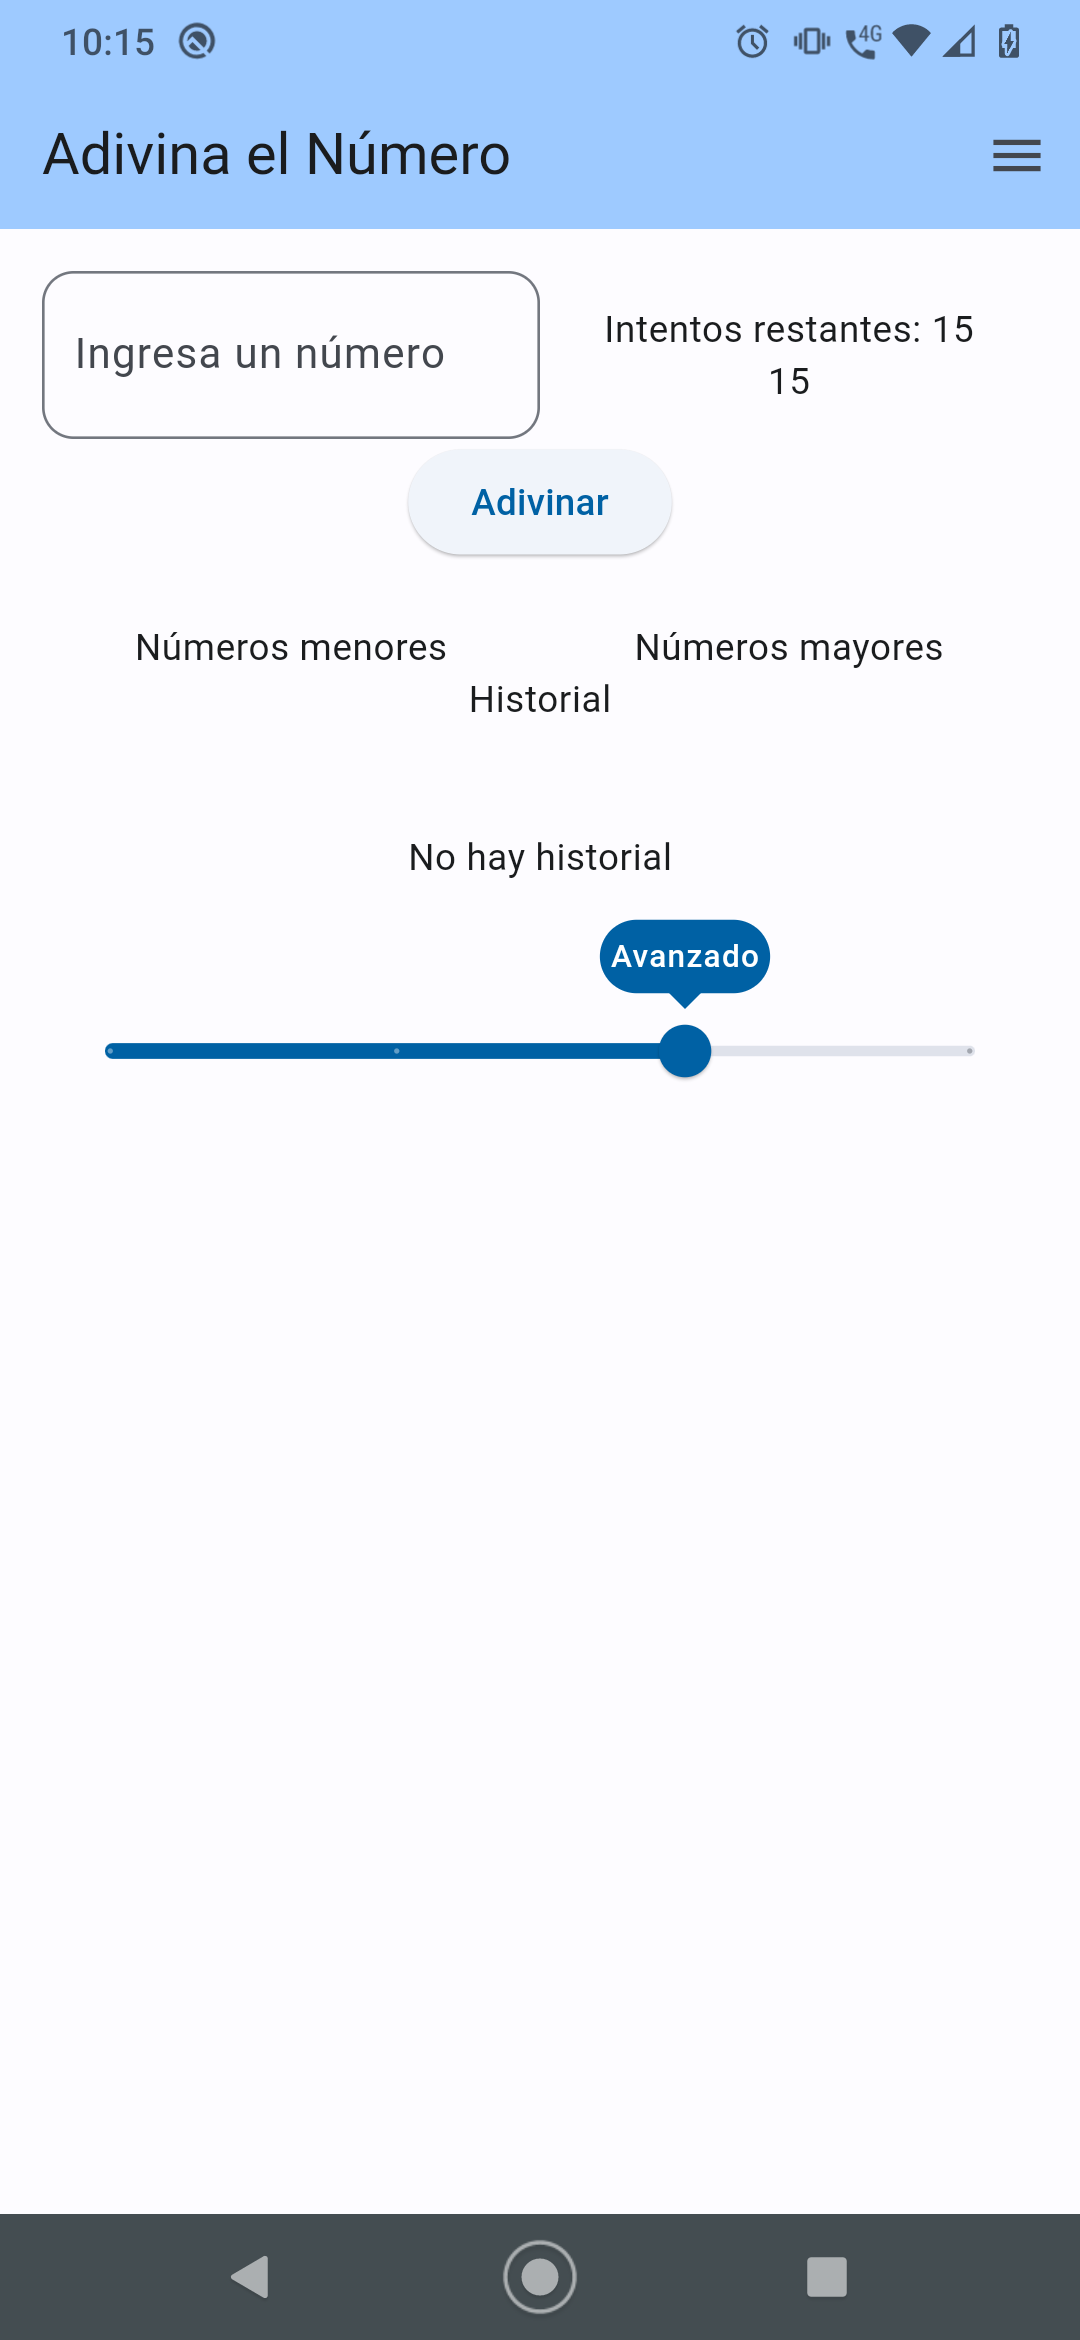 10:15
4G
Adivina el Número
Ingresa un número
Intentos restantes: 15
15
Adivinar
Números menores
Números mayores
Historial
No hay historial
Avanzado